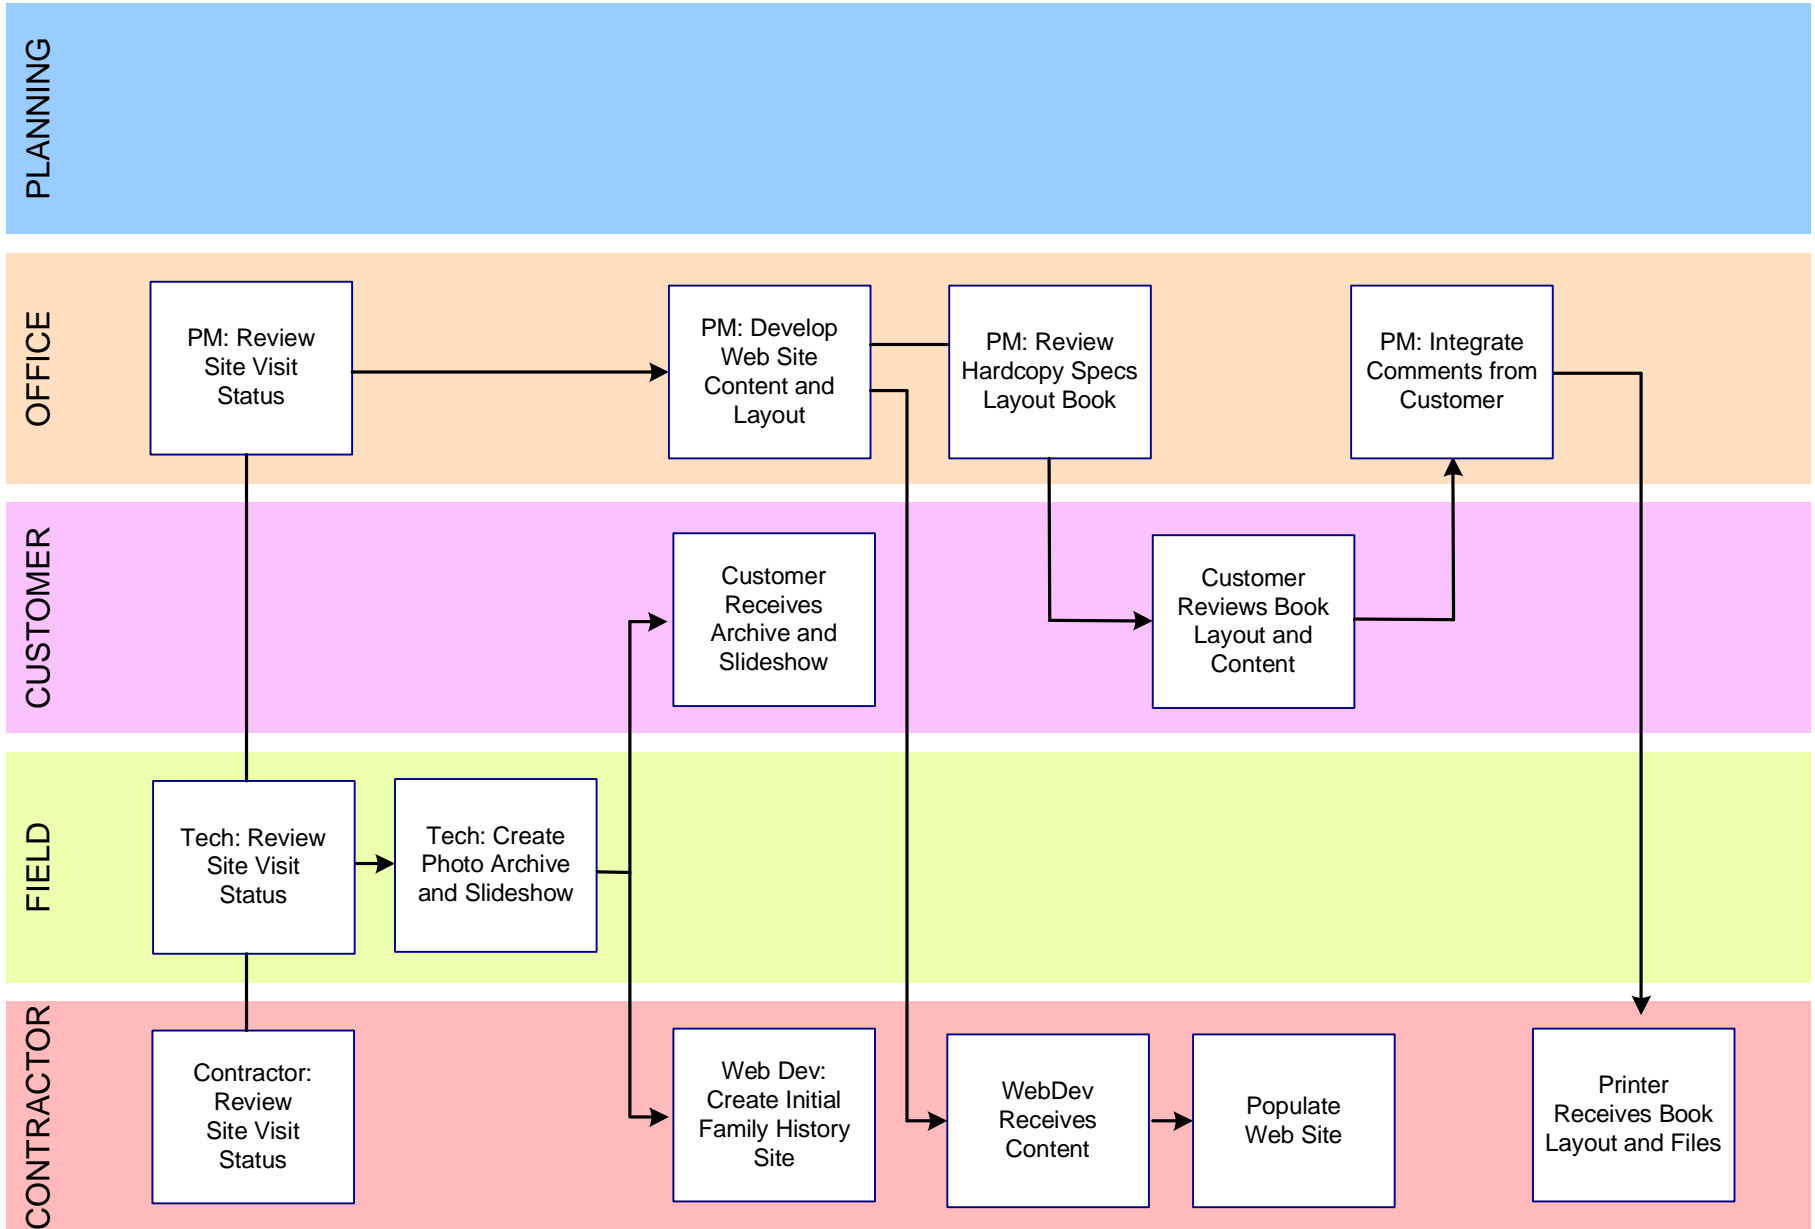 PLANNING
OFFICE
PM: Review
Site Visit
Status
PM: Develop
Web Site
Content and
Layout
PM: Review
Hardcopy Specs
Layout Book
PM: Integrate
Comments from
Customer
CUSTOMER
Customer
Receives
Archive and
Slideshow
Customer
Reviews Book
Layout and
Content
FIELD
Tech: Review
Site Visit
Status
Tech: Create
Photo Archive
and Slideshow
CONTRACTOR
Contractor:
Review
Site Visit
Status
Web Dev:
Create Initial
Family History
Site
WebDev
Receives
Content
Populate
Web Site
Printer
Receives Book
Layout and Files